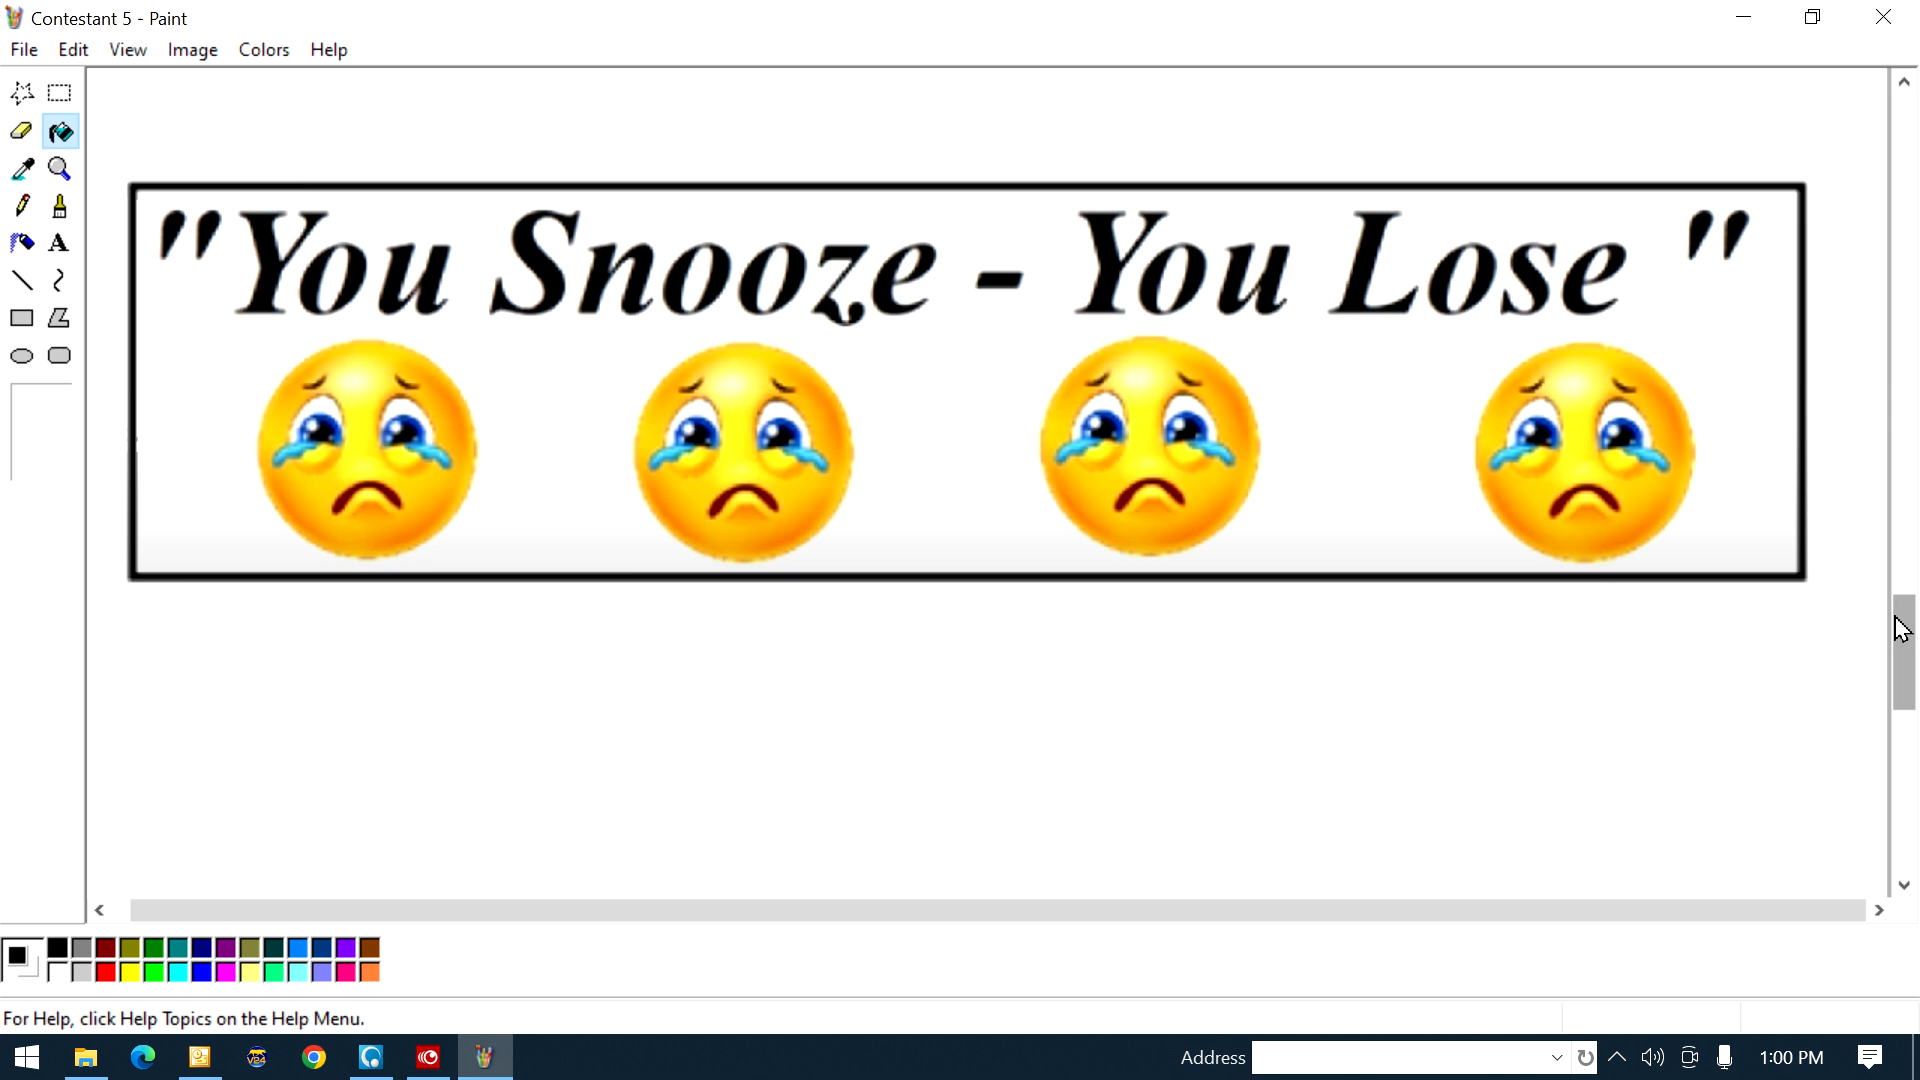 Contestant 5 - Paint
File Edit View Image Colors Help
A
"You Snooze - You Lose "
For Help, click Help Topics on the Help Menu.
V24
Address
1:00 PM